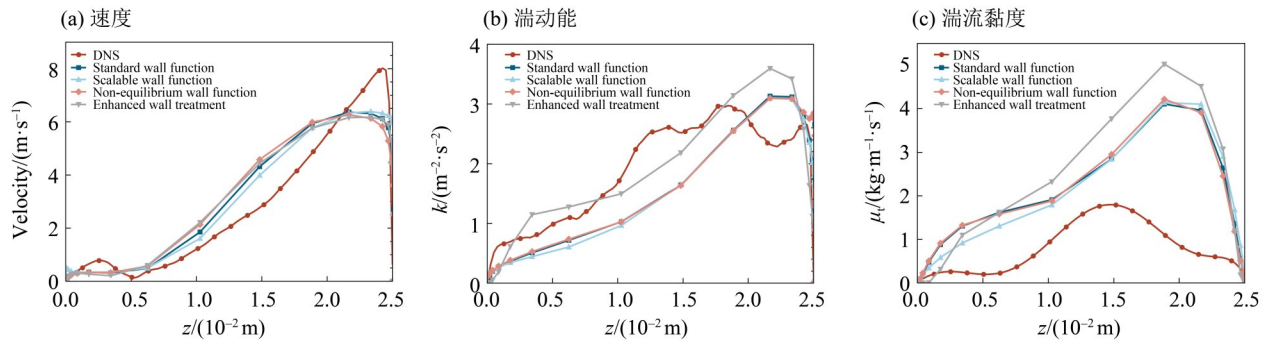 (a) 速度
DNS
Standard wall function
Scalable wall function
Non-equilibrium wall function
Enhanced wall treatment
Velocity/(m·s⁻¹)
8
6
4
2
0
0.0 0.5 1.0 1.5 2.0 2.5
z/(10⁻² m)
(b) 湍动能
DNS
Standard wall function
Scalable wall function
Non-equilibrium wall function
Enhanced wall treatment
k/(m⁻²·s⁻²)
4
3
2
1
0
0.0 0.5 1.0 1.5 2.0 2.5
z/(10⁻² m)
(c) 湍流黏度
DNS
Standard wall function
Scalable wall function
Non-equilibrium wall function
Enhanced wall treatment
μₜ/(kg·m⁻¹·s⁻¹)
5
4
3
2
1
0
0.0 0.5 1.0 1.5 2.0 2.5
z/(10⁻² m)